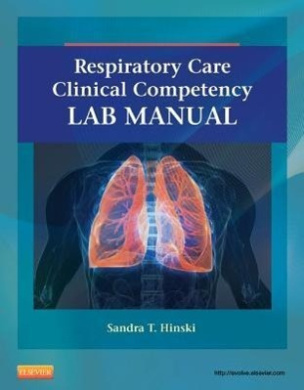 Respiratory Care
Clinical Competency
LAB MANUAL
Sandra T. Hinski
ELSEVIER
http://evolve.elsevier.com